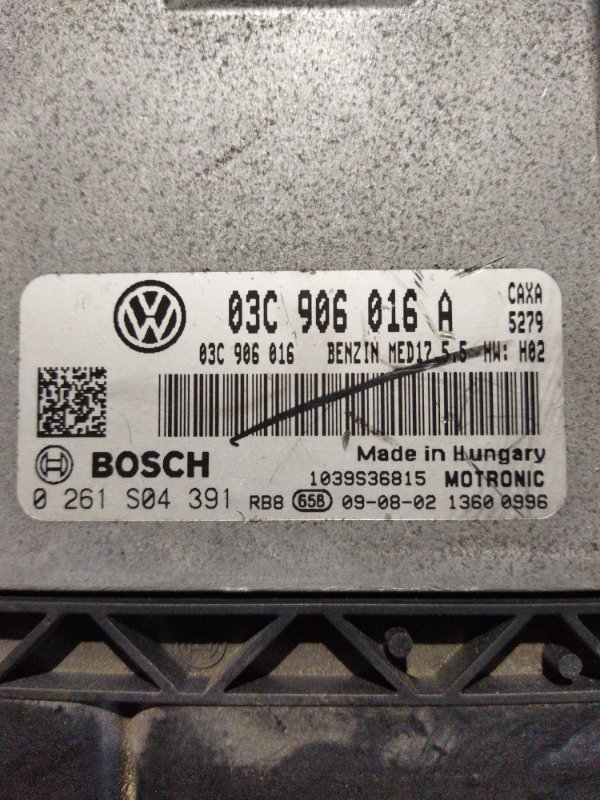 03C 906 016 A
CAXA
5279
03C 906 016 BENZIN MED17.5.5 HW: H02
Made in Hungary
BOSCH
1039S36815 MOTRONIC
0 261 S04 391 RB8 65B 09-08-02 1360 0996